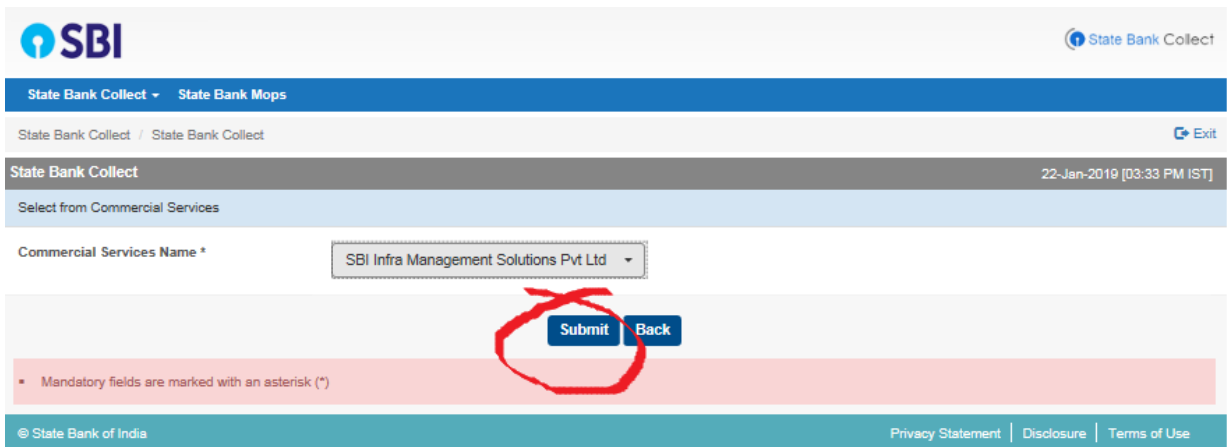 SBI
State Bank Collect
State Bank Collect State Bank Mops
State Bank Collect / State Bank Collect
Exit
State Bank Collect
22-Jan-2019 [03:33 PM IST]
Select from Commercial Services
Commercial Services Name *
SBI Infra Management Solutions Pvt Ltd
Submit Back
Mandatory fields are marked with an asterisk (*)
© State Bank of India
Privacy Statement | Disclosure | Terms of Use